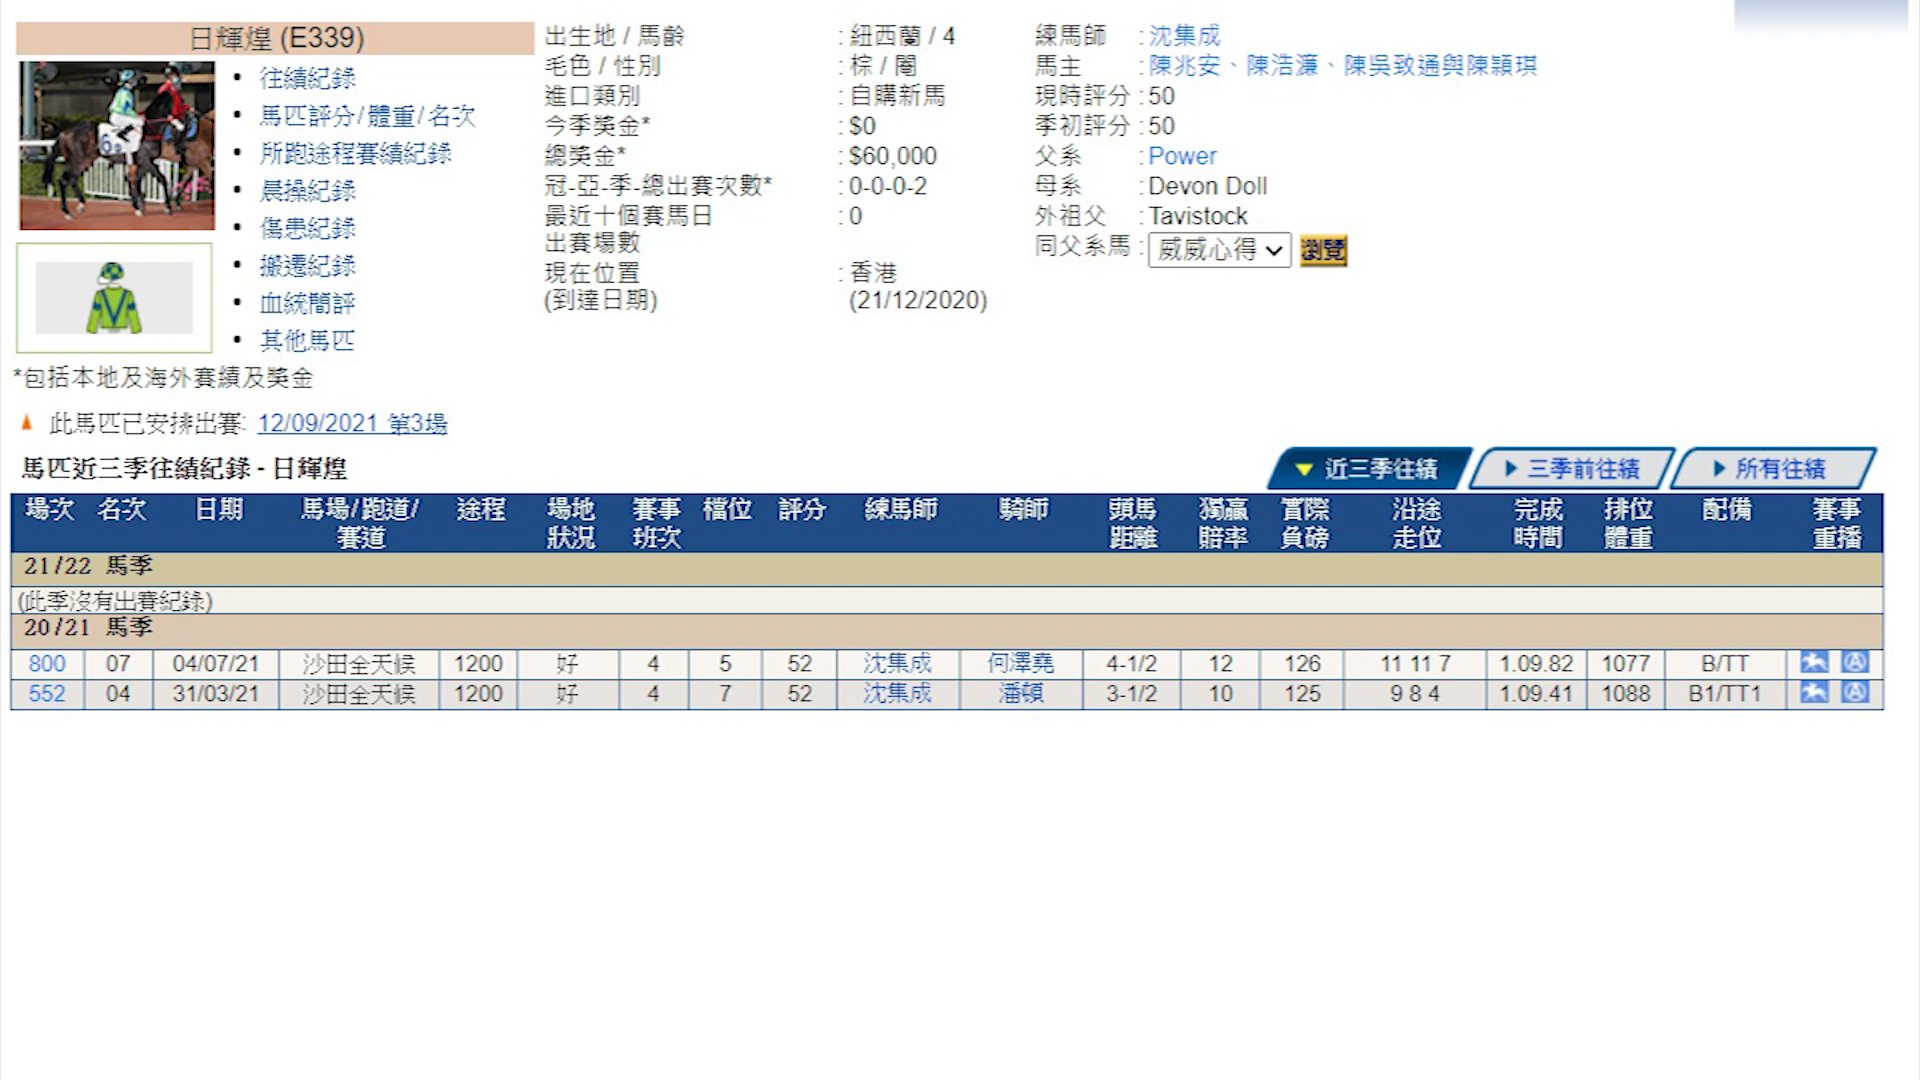 日輝煌 (E339)
• 往績紀錄
• 馬匹評分/體重/名次
• 所跑途程賽績紀錄
• 晨操紀錄
• 傷患紀錄
• 搬遷紀錄
• 血統簡評
• 其他馬匹
出生地 / 馬齡 : 紐西蘭 / 4
毛色 / 性別 : 棕 / 閹
進口類別 : 自購新馬
今季獎金* : $0
總獎金* : $60,000
冠-亞-季-總出賽次數* : 0-0-0-2
最近十個賽馬日 : 0
出賽場數
現在位置 : 香港
(到達日期) (21/12/2020)
練馬師 : 沈集成
馬主 : 陳兆安、陳浩濂、陳吳致通與陳穎琪
現時評分 : 50
季初評分 : 50
父系 : Power
母系 : Devon Doll
外祖父 : Tavistock
同父系馬 : 威威心得 瀏覽
*包括本地及海外賽績及獎金
此馬匹已安排出賽: 12/09/2021 第3場
馬匹近三季往績紀錄 - 日輝煌
近三季往績 三季前往績 所有往績
場次 名次 日期 馬場/跑道/賽道 途程 場地狀況 賽事班次 檔位 評分 練馬師 騎師 頭馬距離 獨贏賠率 實際負磅 沿途走位 完成時間 排位體重 配備 賽事重播
21/22 馬季
(此季沒有出賽紀錄)
20/21 馬季
800 07 04/07/21 沙田全天候 1200 好 4 5 52 沈集成 何澤堯 4-1/2 12 126 11 11 7 1.09.82 1077 B/TT
552 04 31/03/21 沙田全天候 1200 好 4 7 52 沈集成 潘頓 3-1/2 10 125 9 8 4 1.09.41 1088 B1/TT1